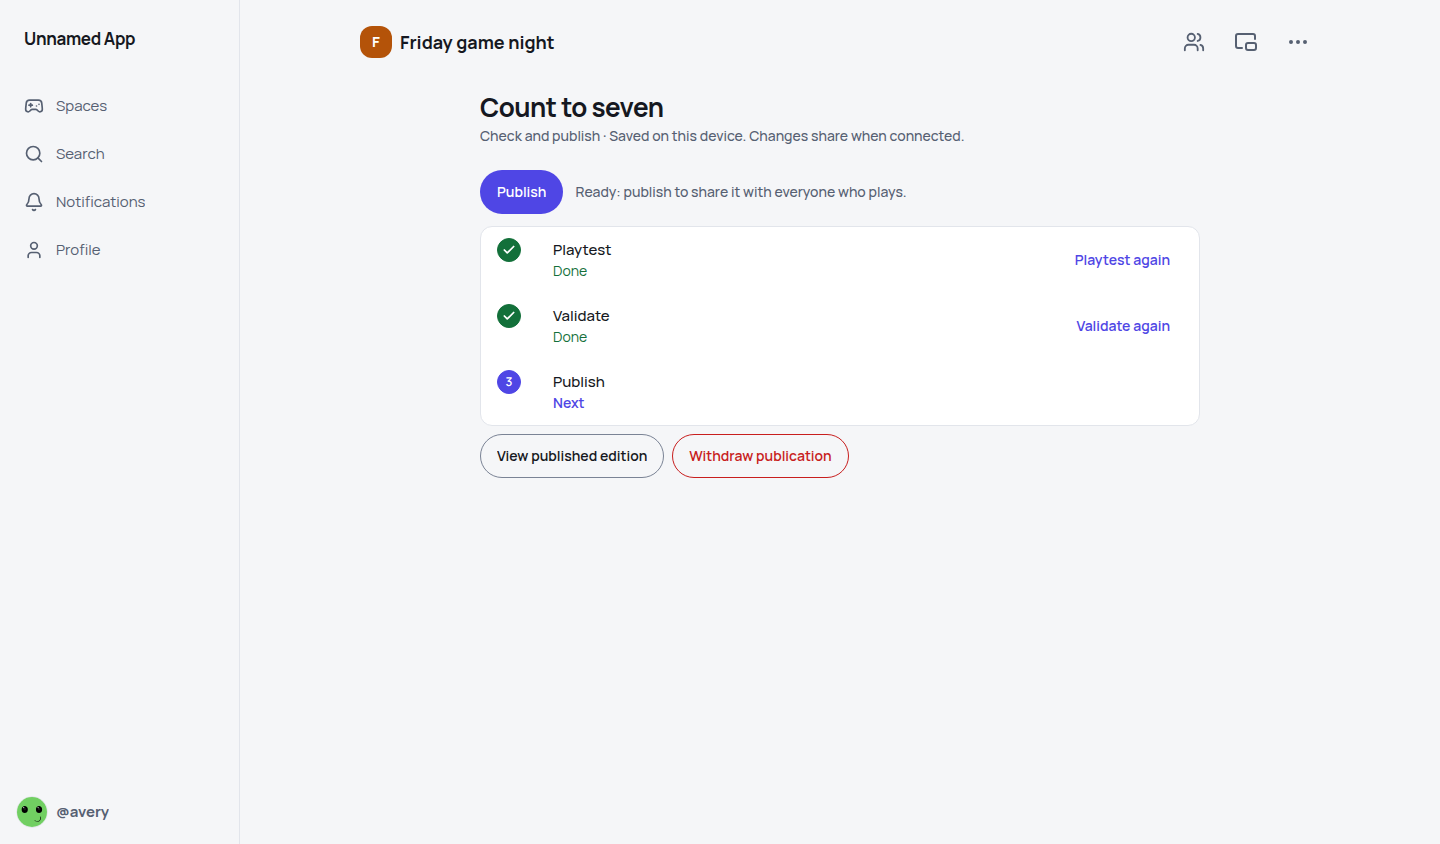 Unnamed App
Spaces
Search
Notifications
Profile
@avery
F Friday game night
Count to seven
Check and publish · Saved on this device. Changes share when connected.
Publish Ready: publish to share it with everyone who plays.
Playtest
Done
Playtest again
Validate
Done
Validate again
3 Publish
Next
View published edition Withdraw publication